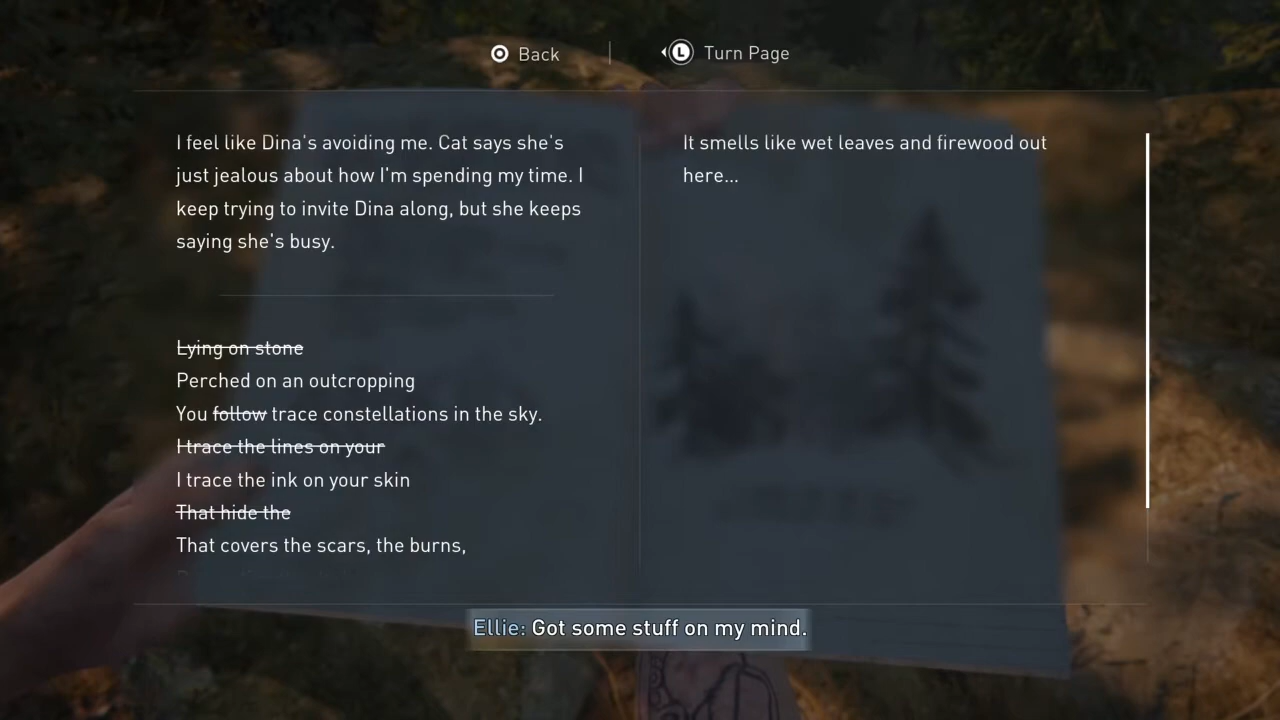 Back
L Turn Page
I feel like Dina's avoiding me. Cat says she's
just jealous about how I'm spending my time. I
keep trying to invite Dina along, but she keeps
saying she's busy.
Lying on stone
Perched on an outcropping
You follow trace constellations in the sky.
I trace the lines on your
I trace the ink on your skin
That hide the
That covers the scars, the burns,
It smells like wet leaves and firewood out
here...
Ellie: Got some stuff on my mind.